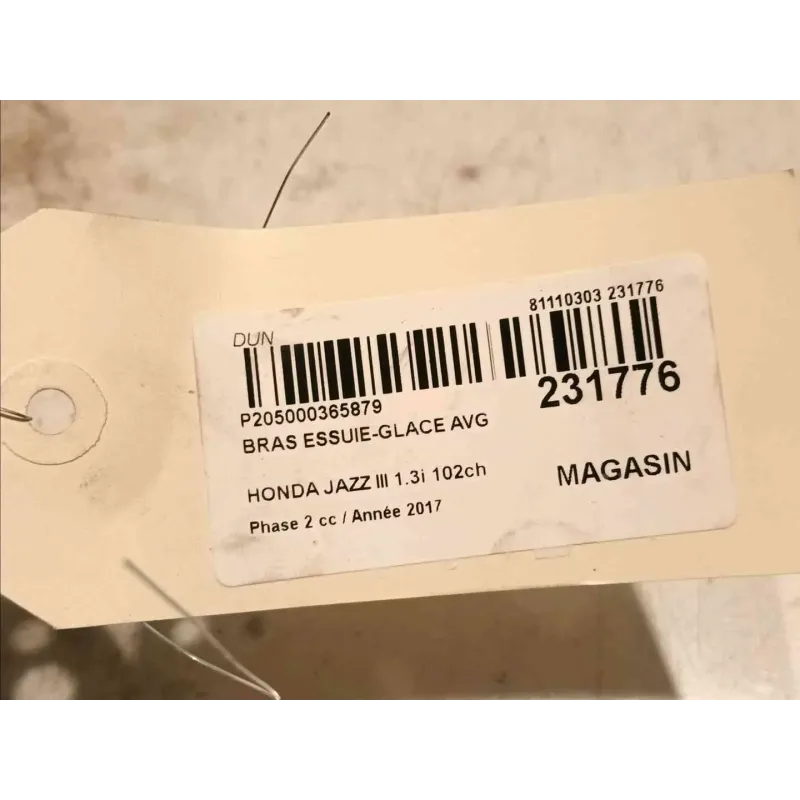 DUN
81110303 231776
P205000365879
231776
BRAS ESSUIE-GLACE AVG
HONDA JAZZ III 1.3i 102ch
MAGASIN
Phase 2 cc / Année 2017